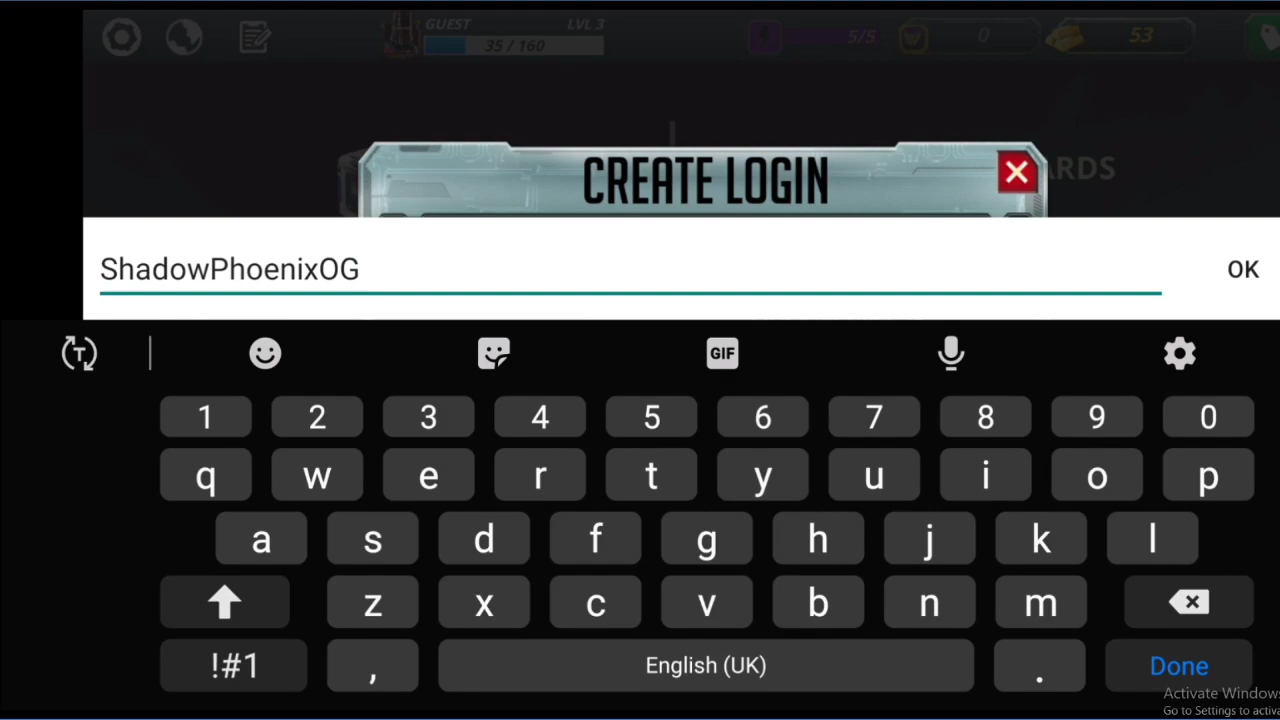 GUEST LVL 3
35 / 160
5/5
0
53
ARDS
CREATE LOGIN
ShadowPhoenixOG
OK
GIF
1 2 3 4 5 6 7 8 9 0
q w e r t y u i o p
a s d f g h j k l
z x c v b n m
!#1 , English (UK) . Done
Activate Windows
Go to Settings to activa